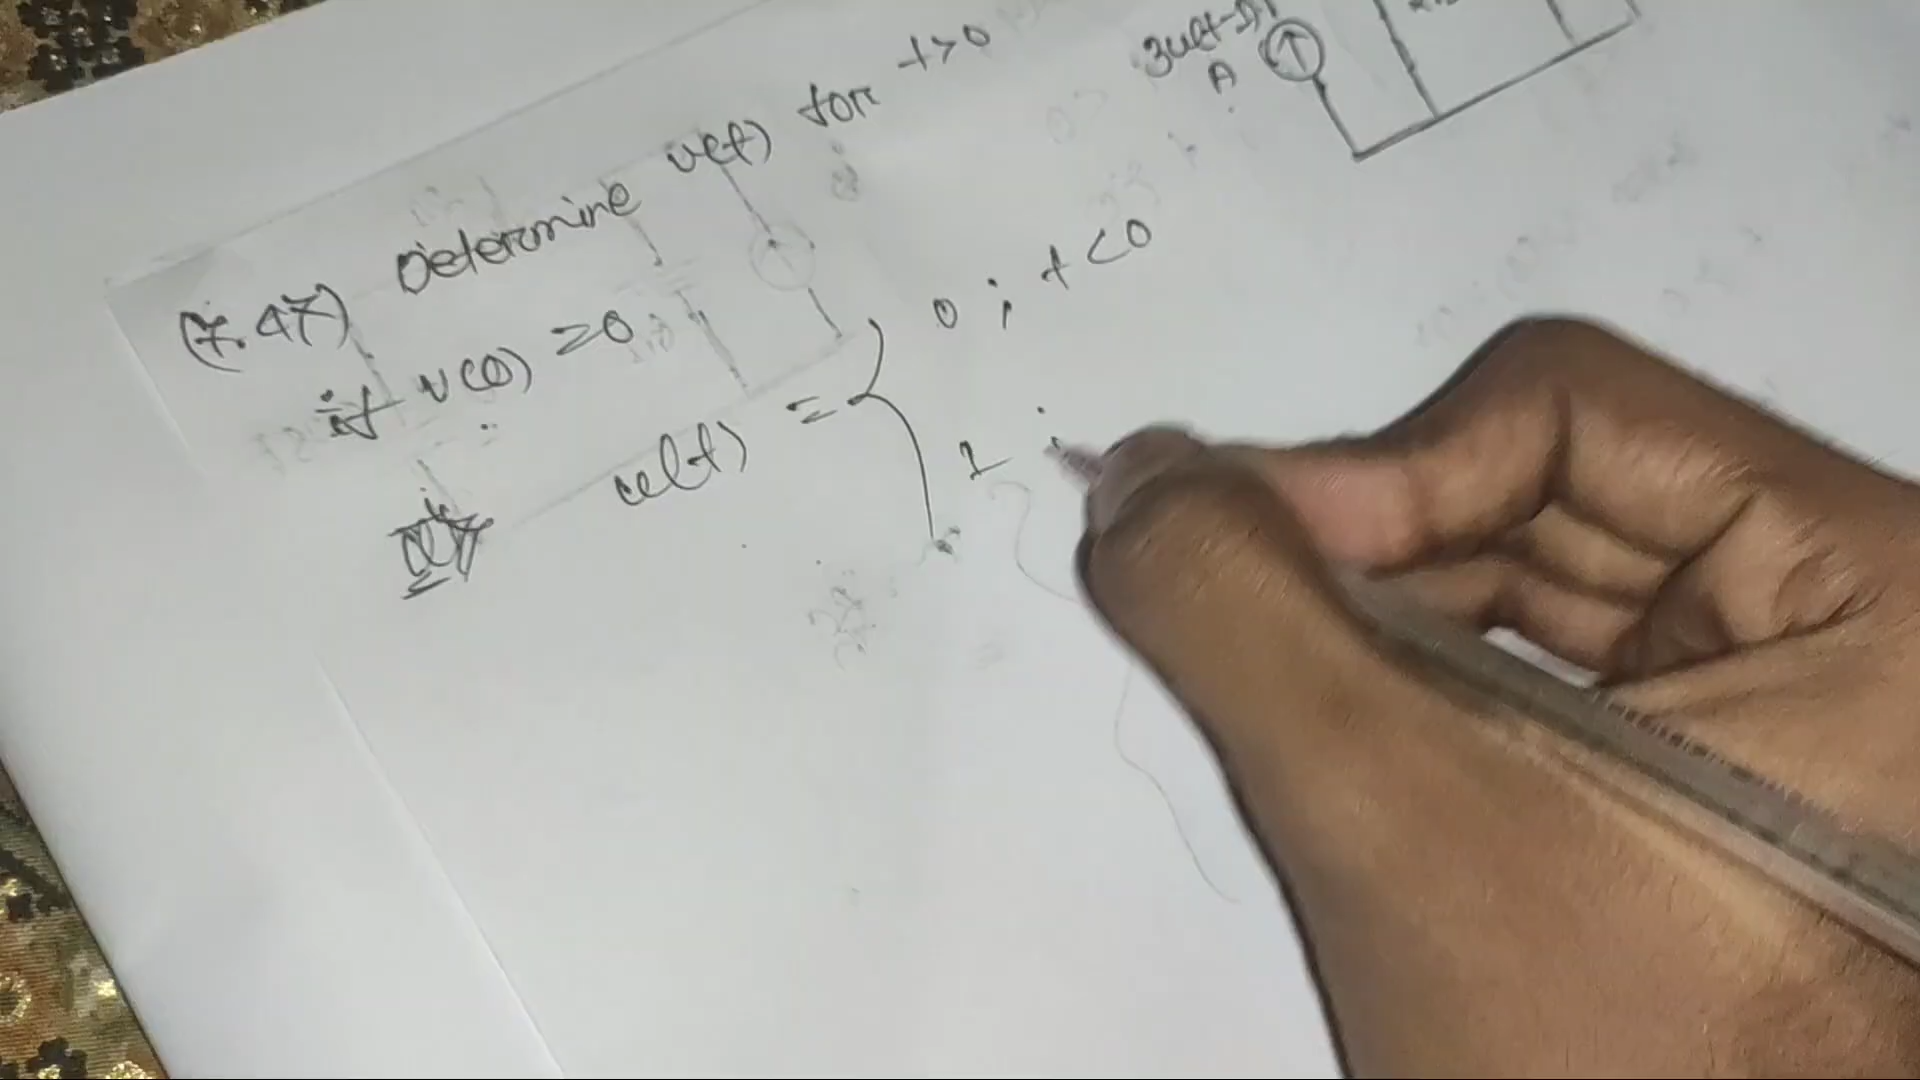 (7.47) Determine v(t) for t>0
if v(0) =0
3u(t-1)
A
u(t) = { 0 ; t<0
1 ;